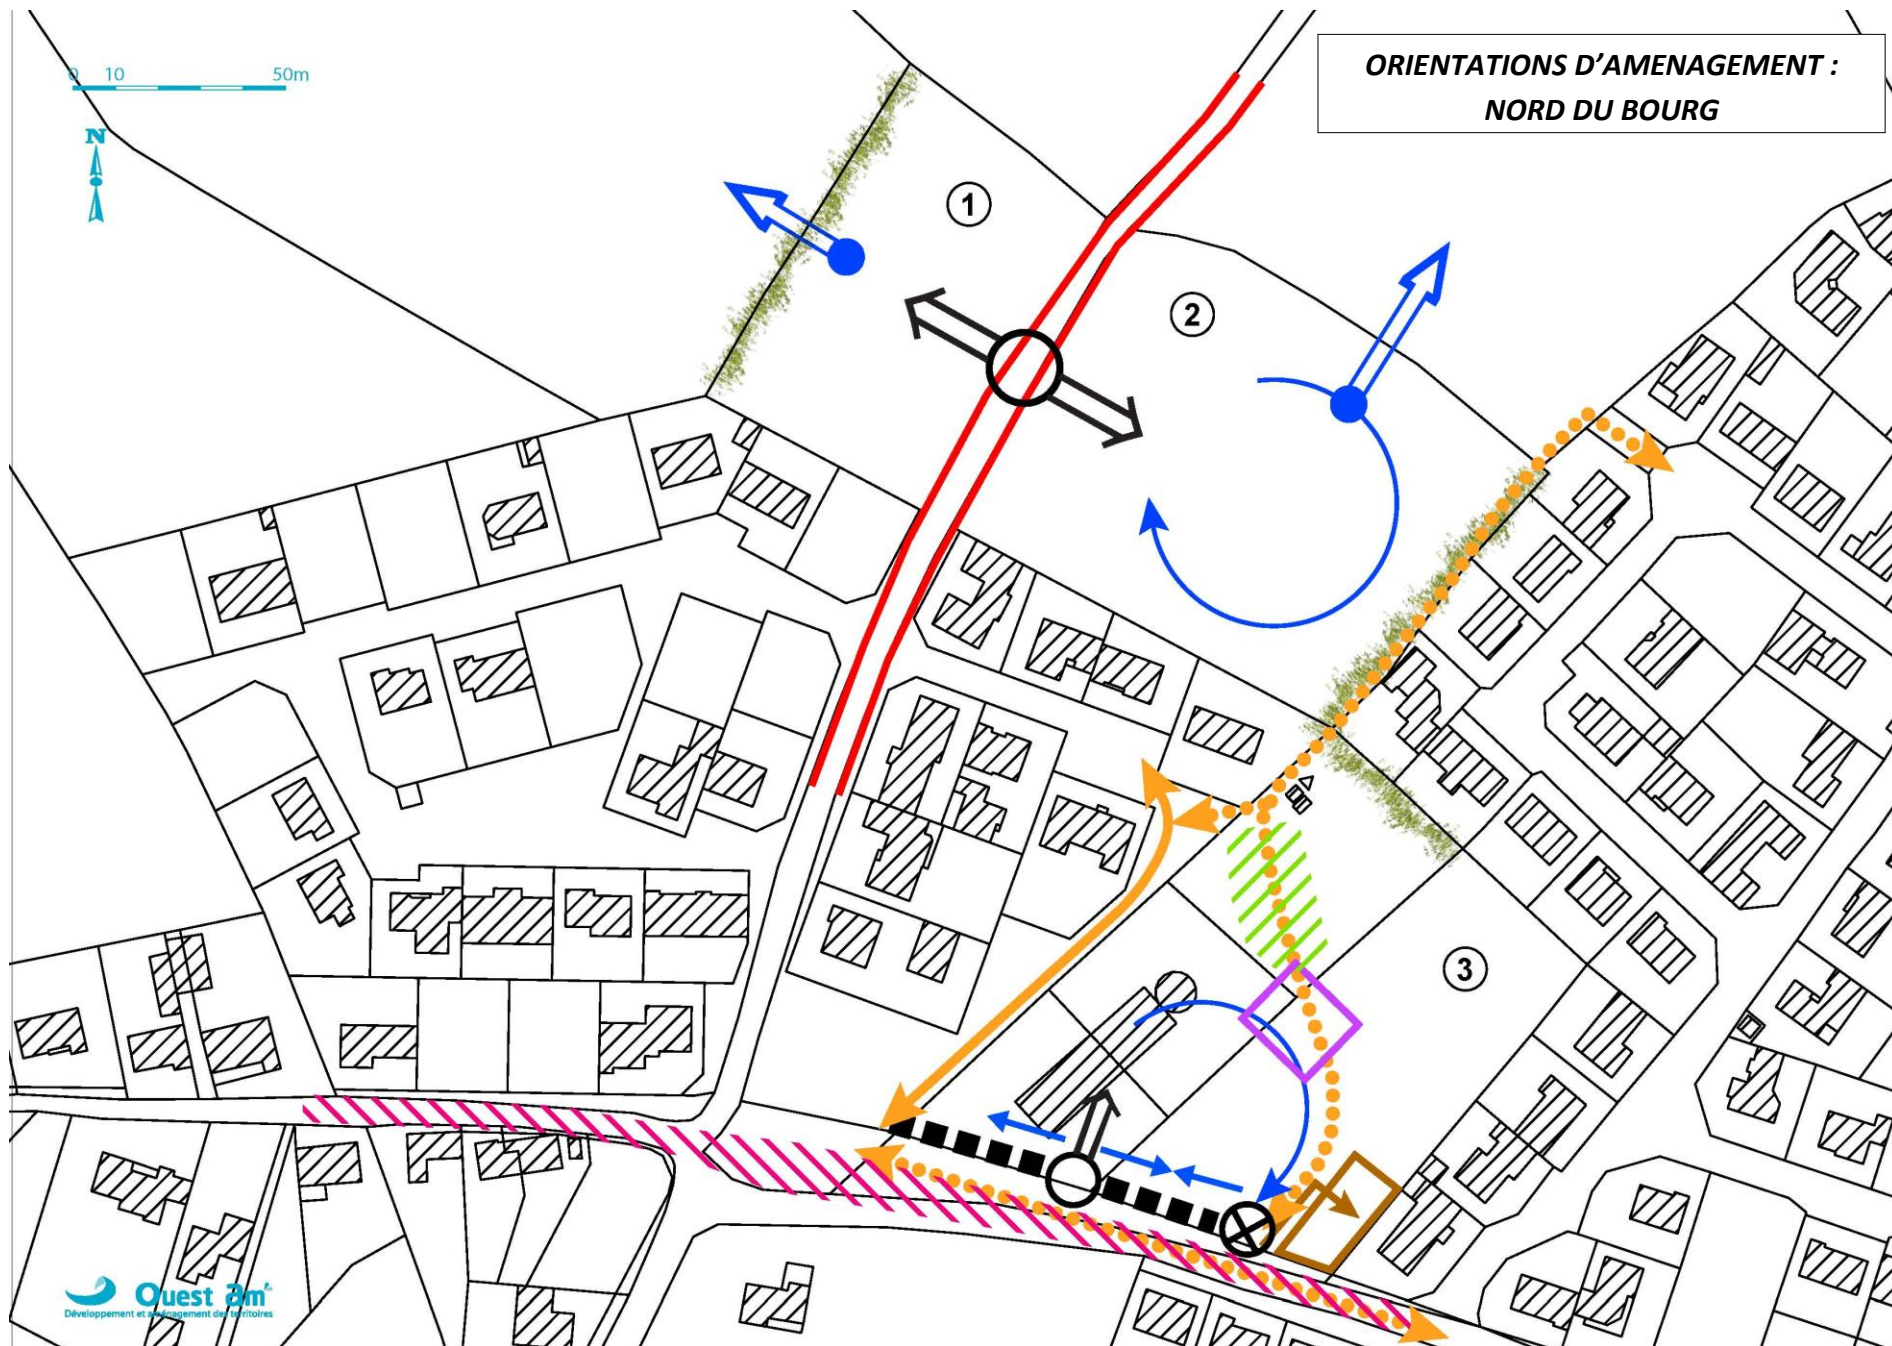 ORIENTATIONS D'AMENAGEMENT :
NORD DU BOURG
0 10 50m
N
1
2
3
Ouest am'
Développement et aménagement des territoires